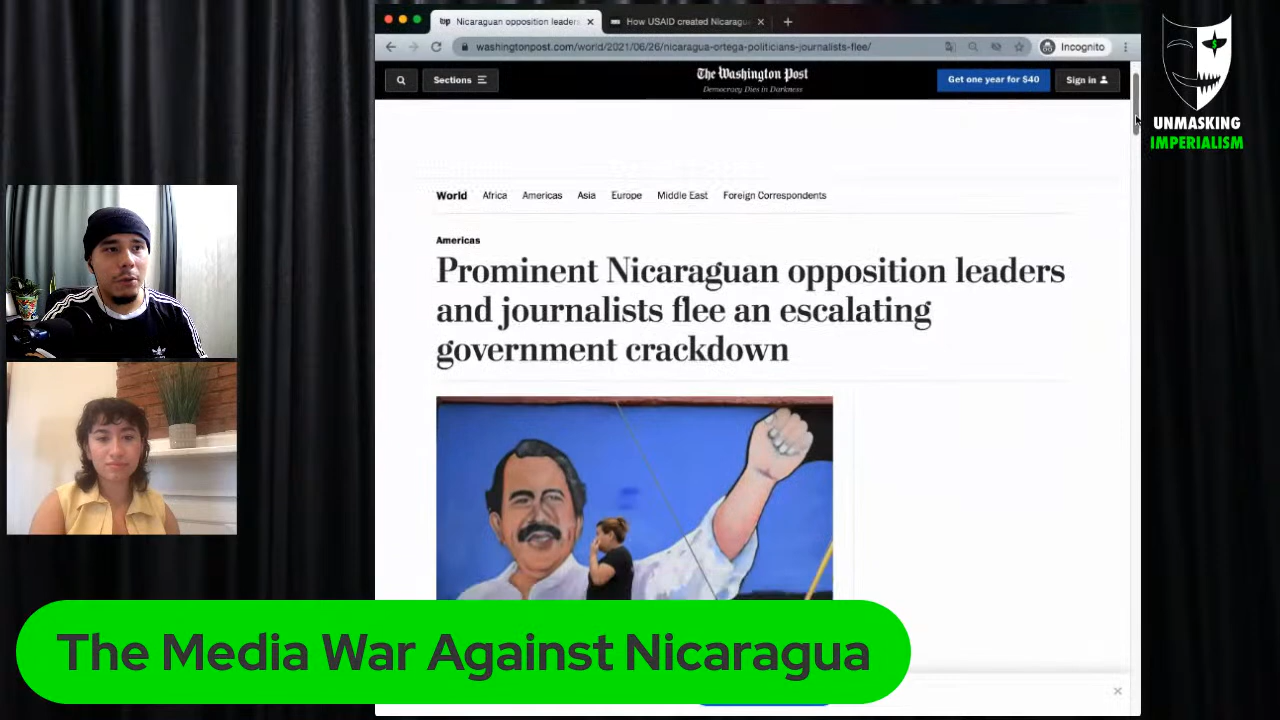 Nicaraguan opposition leaders
How USAID created Nicaragu
washingtonpost.com/world/2021/06/26/nicaragua-ortega-politicians-journalists-flee/
Incognito
Sections
The Washington Post
Democracy Dies in Darkness
Get one year for $40
Sign in
UNMASKING
IMPERIALISM
World Africa Americas Asia Europe Middle East Foreign Correspondents
Americas
Prominent Nicaraguan opposition leaders
and journalists flee an escalating
government crackdown
The Media War Against Nicaragua